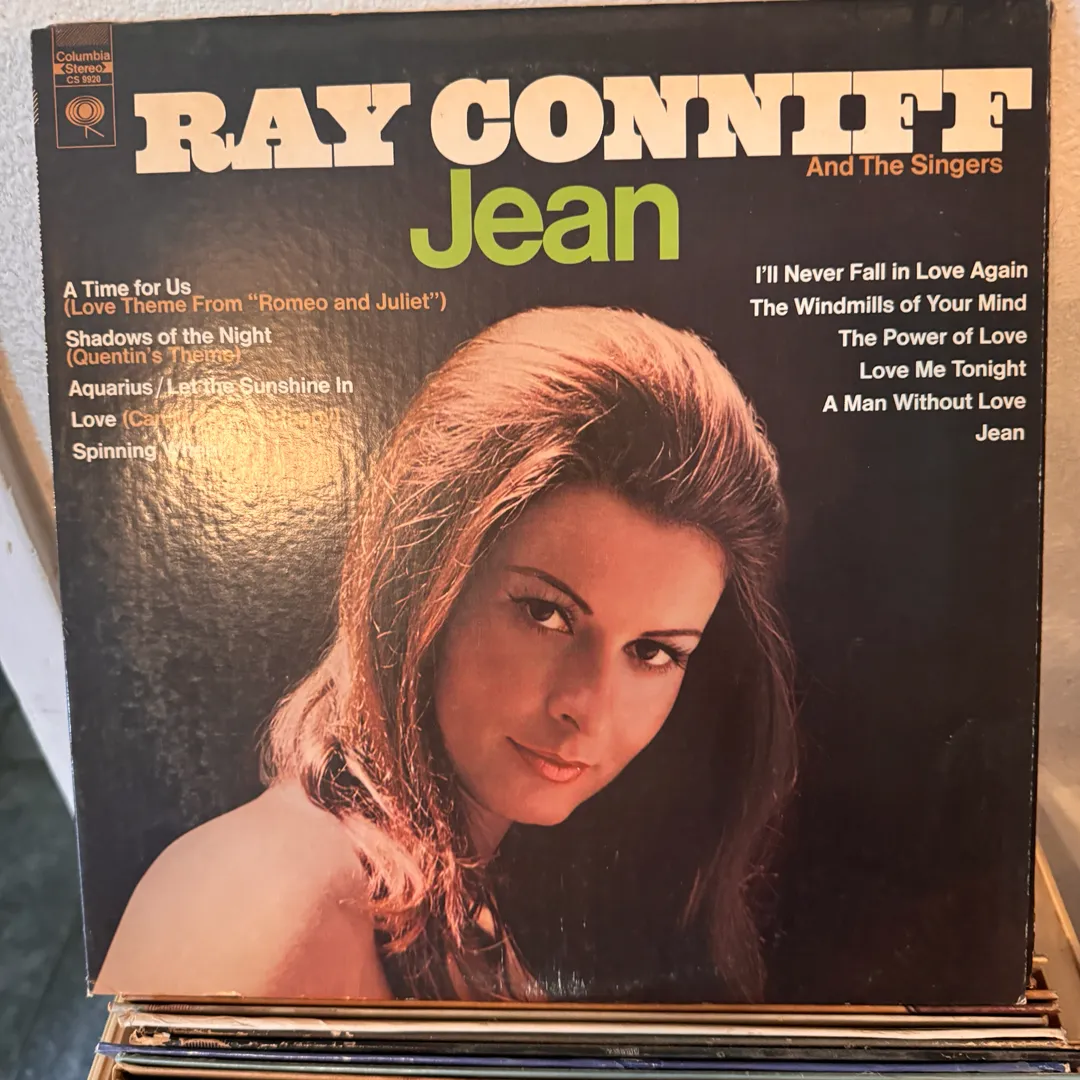 Columbia
Stereo
CS 9920
RAY CONNIFF
And The Singers
Jean
A Time for Us
(Love Theme From “Romeo and Juliet”)
Shadows of the Night
(Quentin's Theme)
Aquarius/Let the Sunshine In
Love
Spinning Wheel
I'll Never Fall in Love Again
The Windmills of Your Mind
The Power of Love
Love Me Tonight
A Man Without Love
Jean